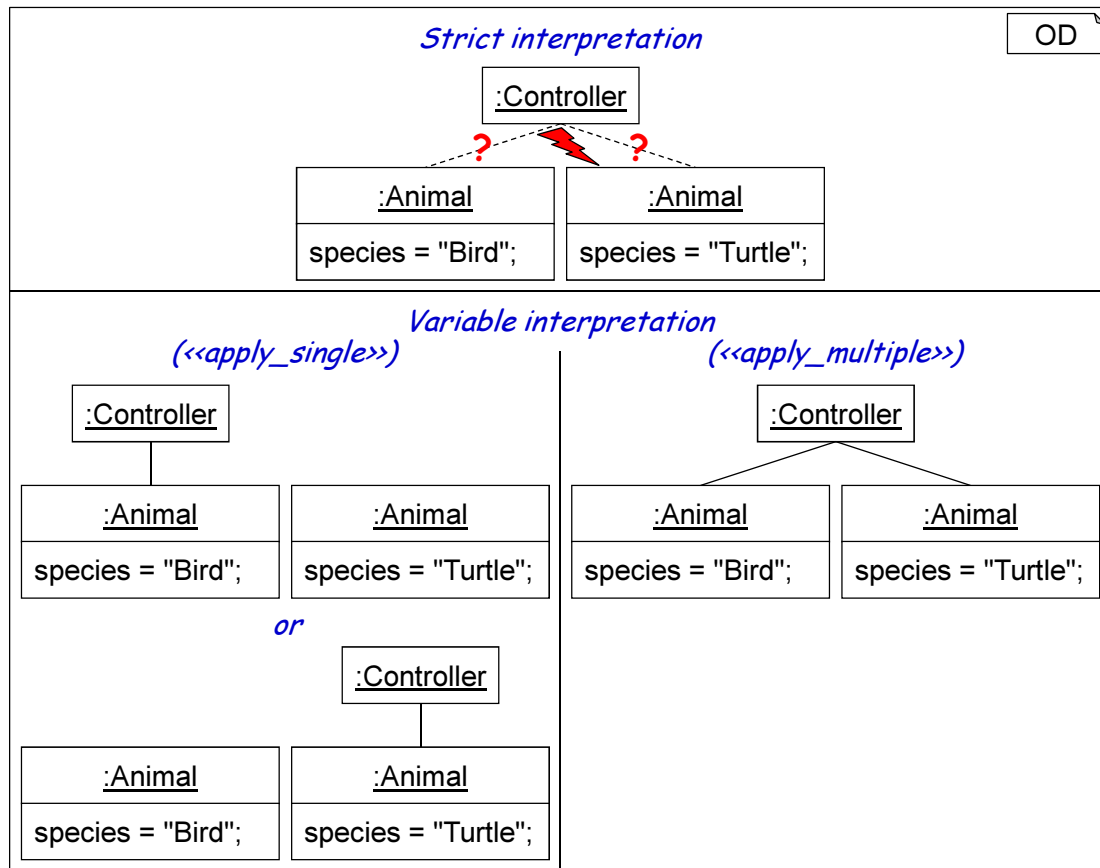 Strict interpretation
OD
:Controller
? ?
:Animal :Animal
species = "Bird"; species = "Turtle";
Variable interpretation
(<<apply_single>>) (<<apply_multiple>>)
:Controller :Controller
:Animal :Animal :Animal :Animal
species = "Bird"; species = "Turtle"; species = "Bird"; species = "Turtle";
or
:Controller
:Animal :Animal
species = "Bird"; species = "Turtle";